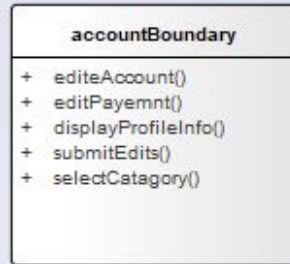 accountBoundary
+ editeAccount()
+ editPayemnt()
+ displayProfileInfo()
+ submitEdits()
+ selectCatagory()